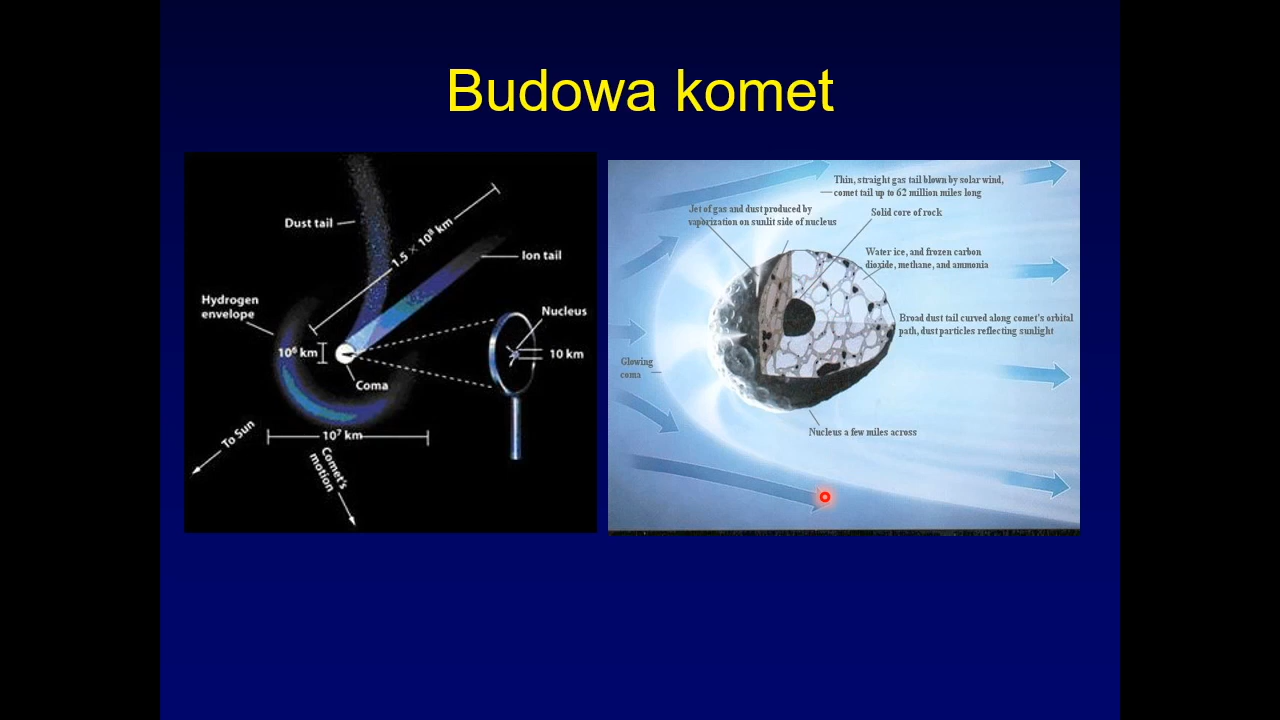 Budowa komet
Dust tail
1.5 × 10⁸ km
Ion tail
Hydrogen
envelope
Nucleus
10⁶ km
10 km
Coma
To Sun
10⁷ km
Comet's
motion
Thin, straight gas tail blown by solar wind,
comet tail up to 62 million miles long
Jet of gas and dust produced by
vaporization on sunlit side of nucleus
Solid core of rock
Water ice, and frozen carbon
dioxide, methane, and ammonia
Broad dust tail curved along comet's orbital
path, dust particles reflecting sunlight
Glowing
coma
Nucleus a few miles across